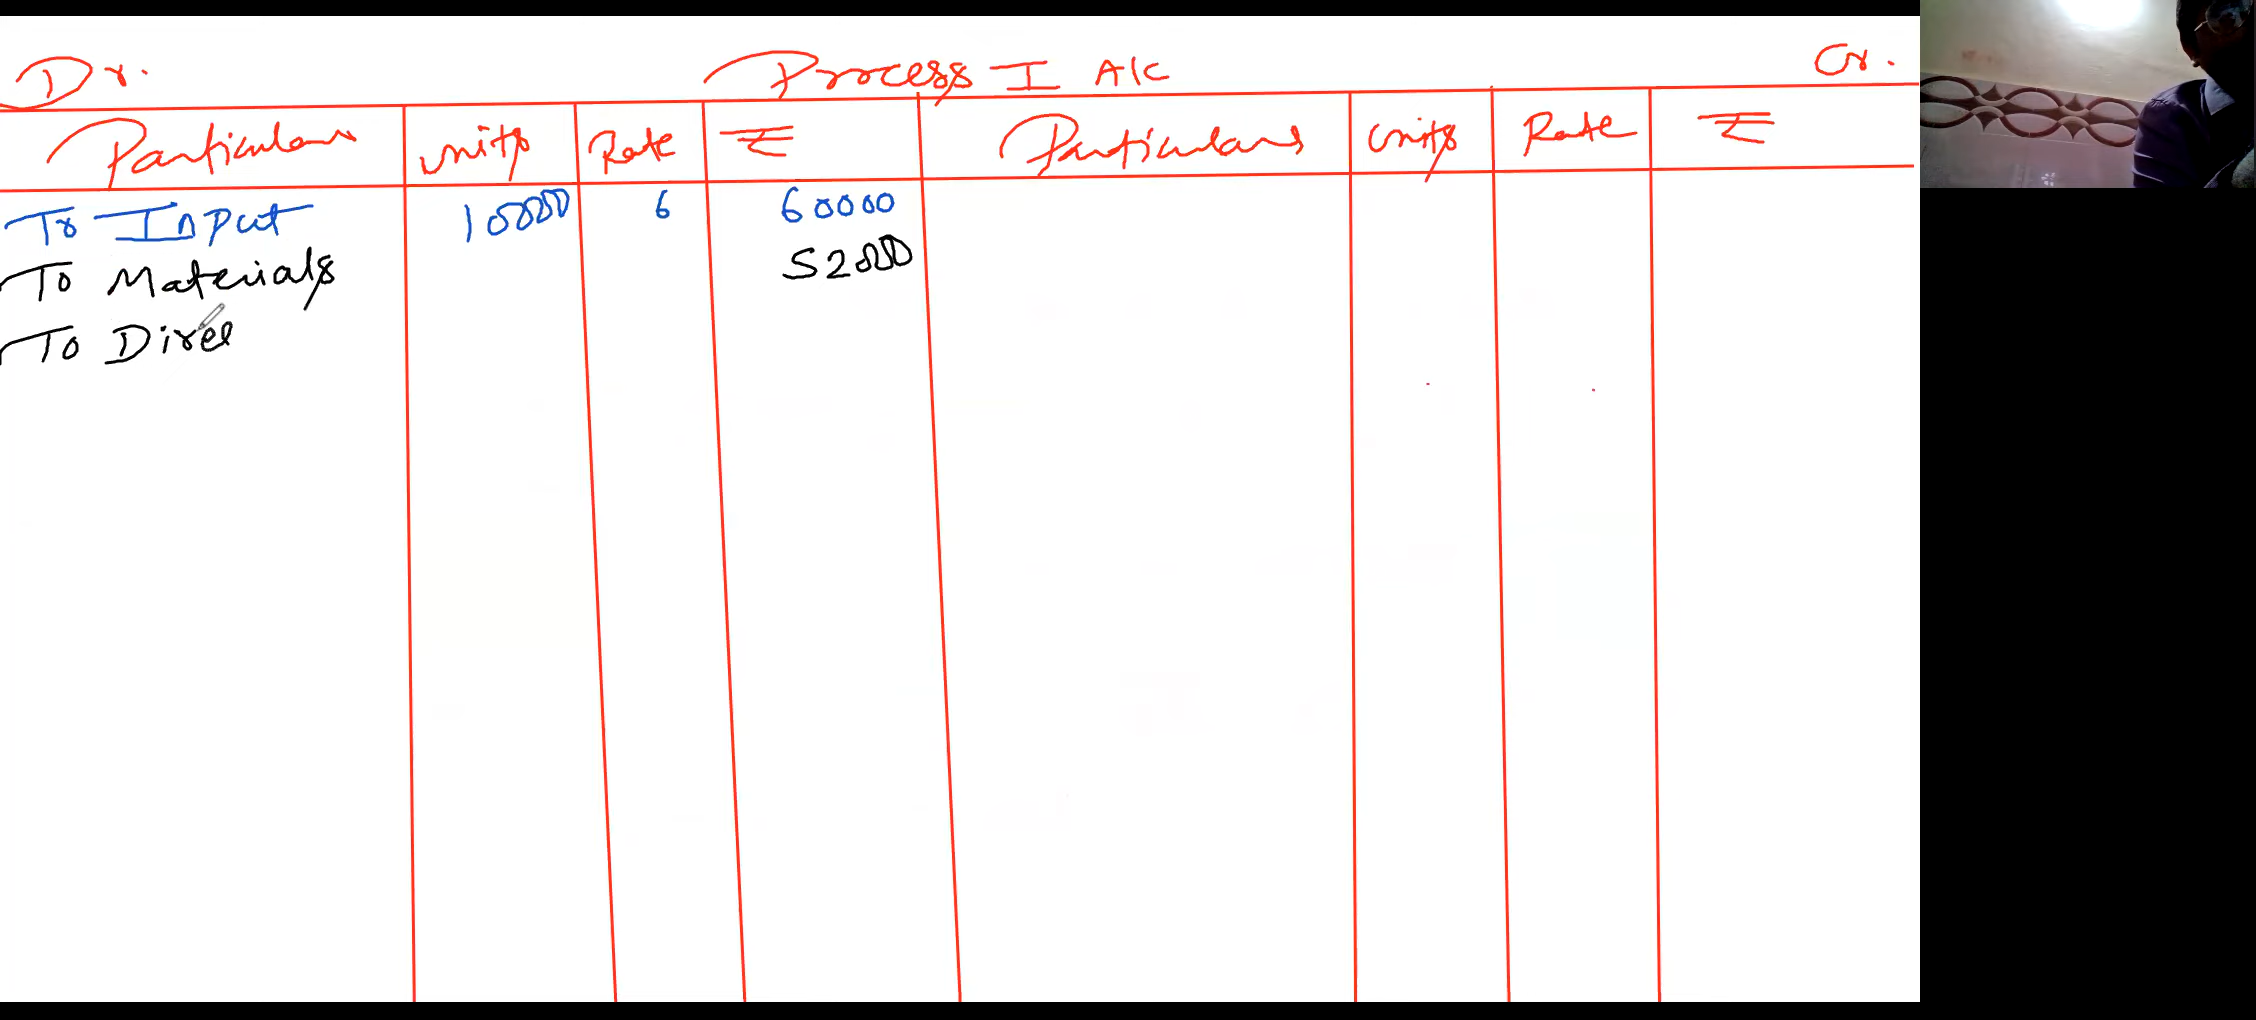 Dr. Process I A/C Cr.
Particulars units Rate ₹ Particulars Units Rate ₹
To Input 10000 6 60000
To Materials 52000
To Direc